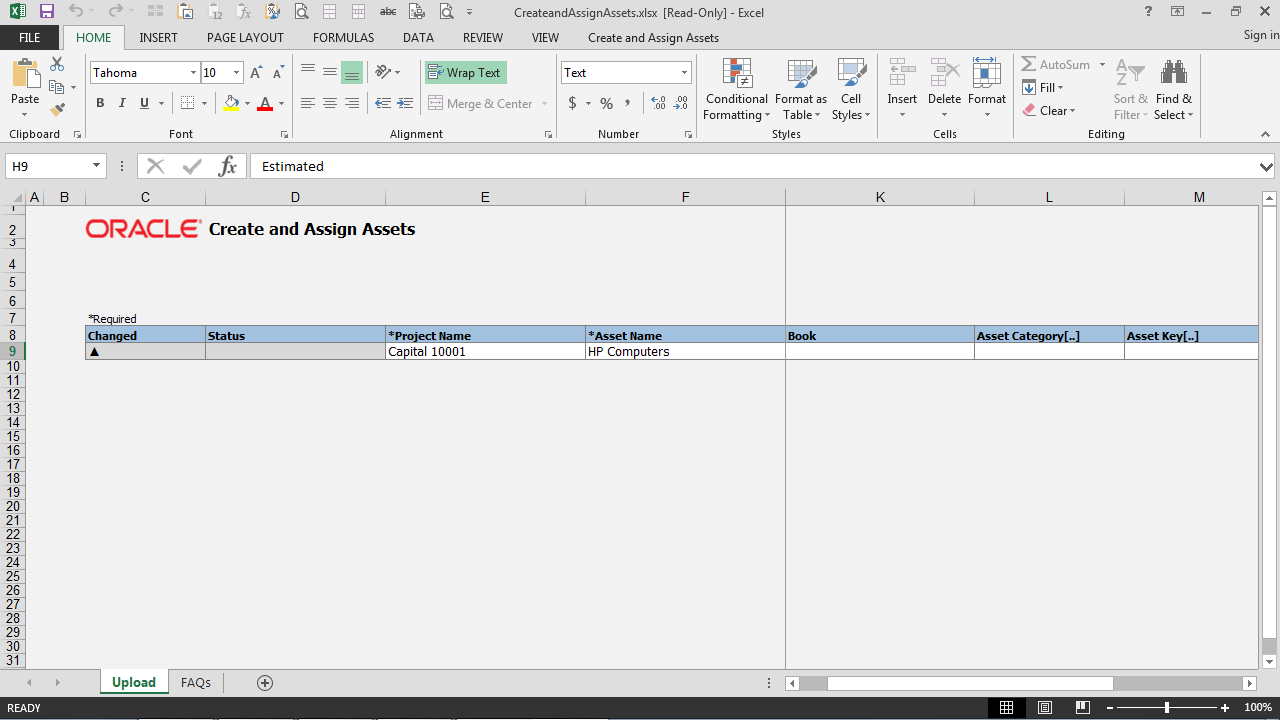 CreateandAssignAssets.xlsx [Read-Only] - Excel
FILE HOME INSERT PAGE LAYOUT FORMULAS DATA REVIEW VIEW Create and Assign Assets Sign in
Tahoma 10 Wrap Text Text AutoSum
Paste Conditional Formatting Format as Table Cell Styles Insert Delete Format Fill Sort & Filter Find & Select
B I U Merge & Center $ % , Clear
Clipboard Font Alignment Number Styles Cells Editing
H9 fx Estimated
A B C D E F K L M
1
2 ORACLE Create and Assign Assets
3
4
5
6
7 *Required
8 Changed Status *Project Name *Asset Name Book Asset Category[..] Asset Key[..]
9 ▲ Capital 10001 HP Computers
10
11
12
13
14
15
16
17
18
19
20
21
22
23
24
25
26
27
28
29
30
31
Upload FAQs
READY 100%